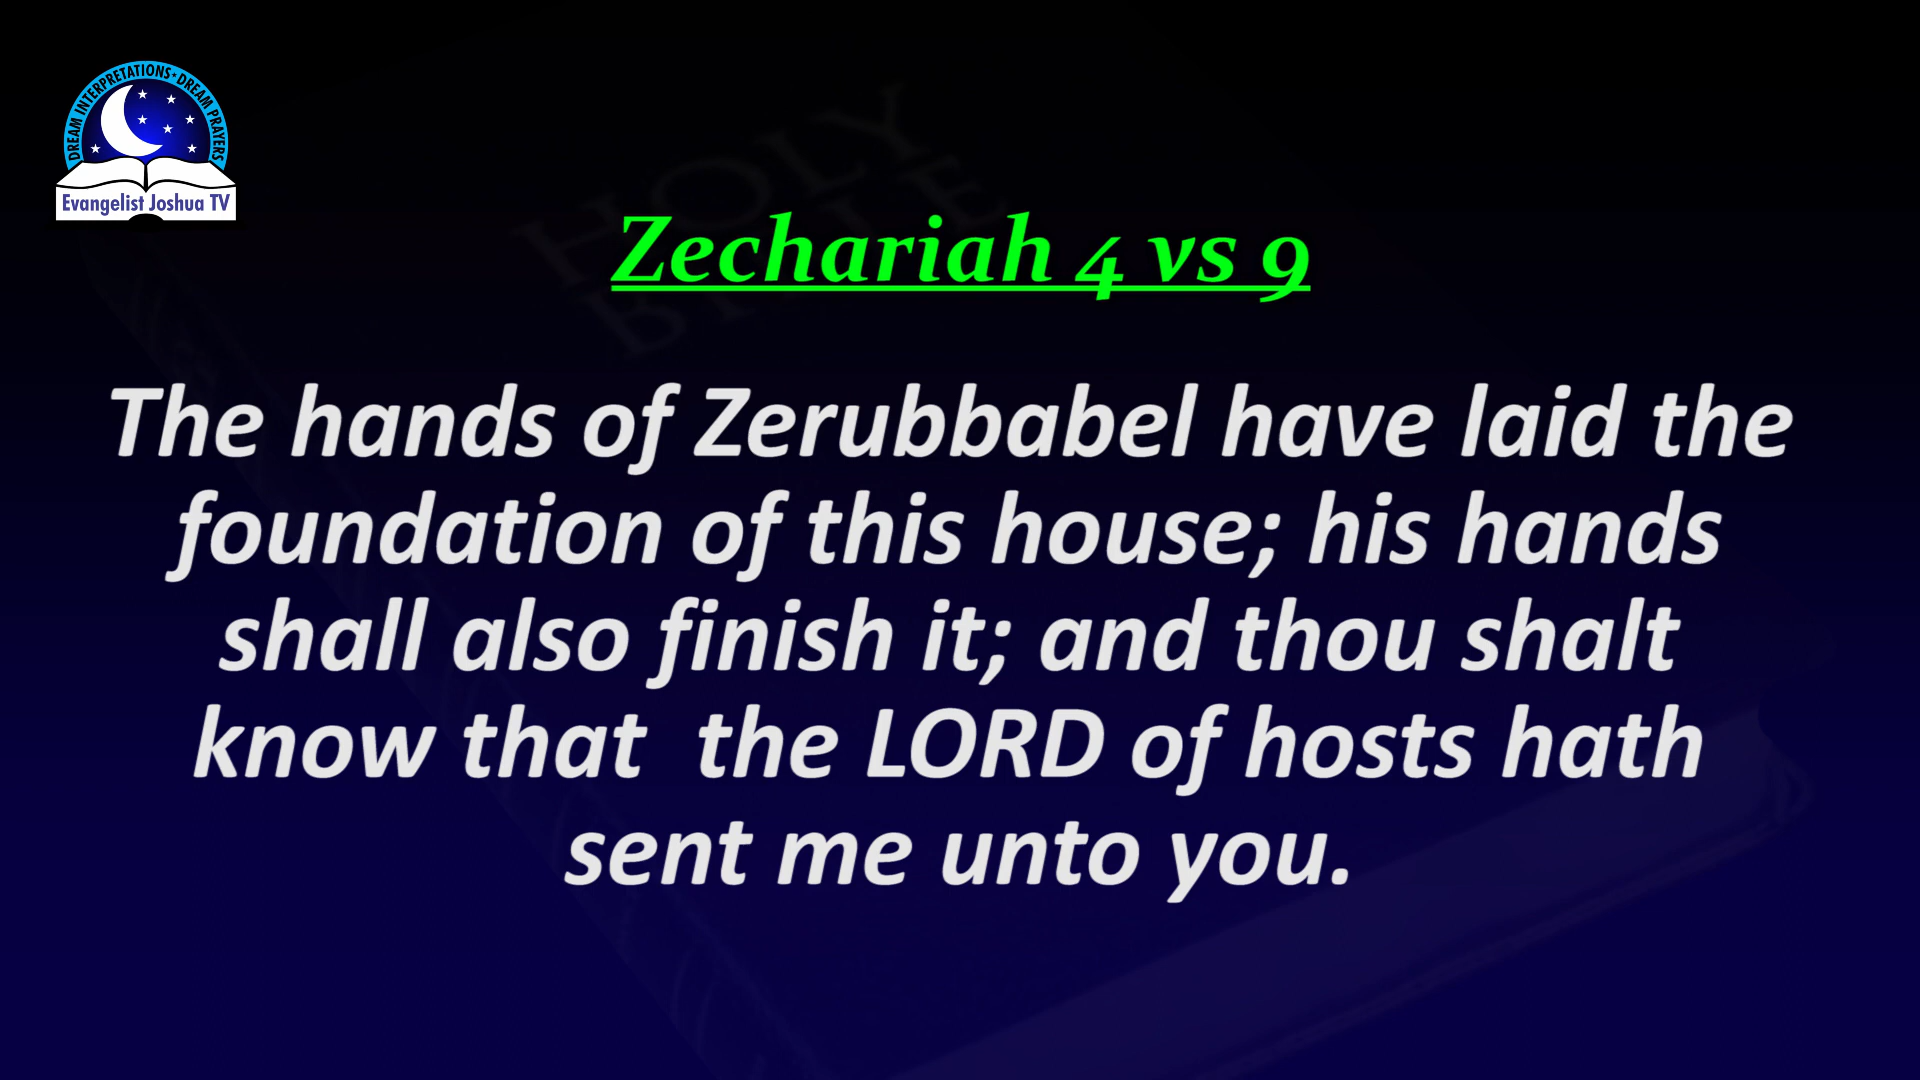 DREAM INTERPRETATIONS • DREAM PRAYERS
Evangelist Joshua TV
HOLY
BIBLE
Zechariah 4 vs 9
The hands of Zerubbabel have laid the
foundation of this house; his hands
shall also finish it; and thou shalt
know that  the LORD of hosts hath
sent me unto you.